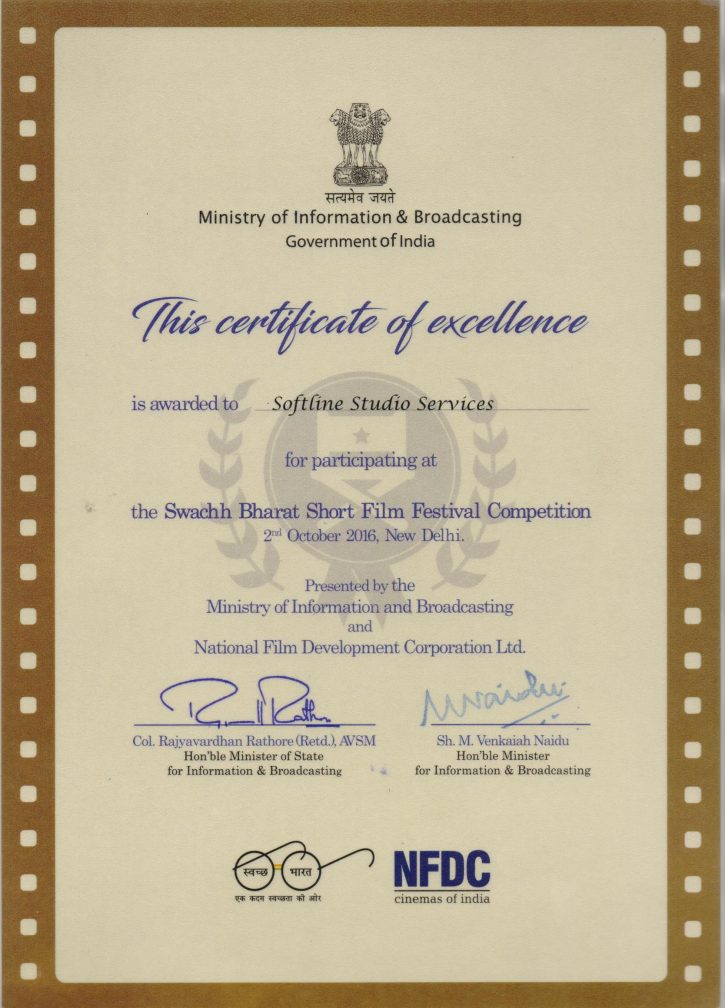 सत्यमेव जयते
Ministry of Information & Broadcasting
Government of India
This certificate of excellence
is awarded to Softline Studio Services
for participating at
the Swachh Bharat Short Film Festival Competition
2nd October 2016, New Delhi.
Presented by the
Ministry of Information and Broadcasting
and
National Film Development Corporation Ltd.
Col. Rajyavardhan Rathore (Retd.), AVSM
Hon'ble Minister of State
for Information & Broadcasting
Sh. M. Venkaiah Naidu
Hon'ble Minister
for Information & Broadcasting
स्वच्छ भारत
एक कदम स्वच्छता की ओर
NFDC
cinemas of india